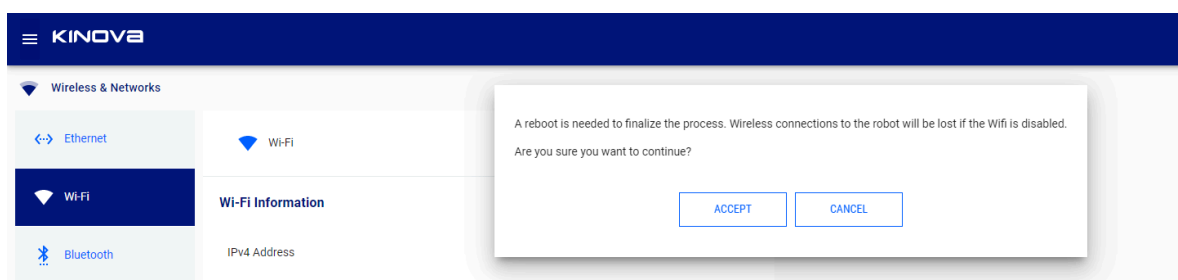 KINOVA
Wireless & Networks
Ethernet
Wi-Fi
Bluetooth
Wi-Fi
Wi-Fi Information
IPv4 Address
A reboot is needed to finalize the process. Wireless connections to the robot will be lost if the Wifi is disabled.
Are you sure you want to continue?
ACCEPT
CANCEL